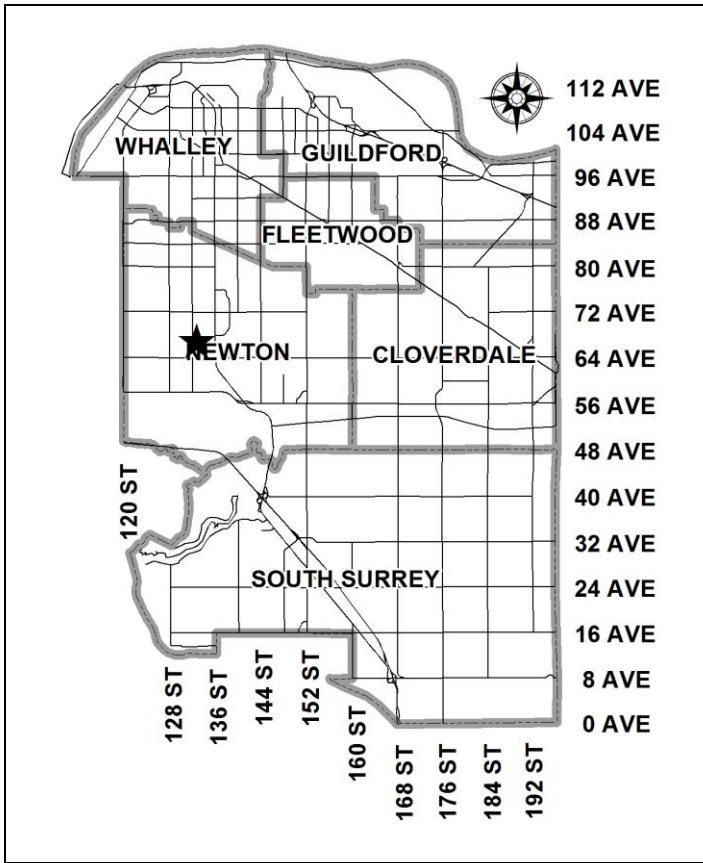 112 AVE
104 AVE
WHALLEY
GUILDFORD
96 AVE
88 AVE
FLEETWOOD
80 AVE
72 AVE
NEWTON
CLOVERDALE
64 AVE
56 AVE
48 AVE
120 ST
40 AVE
32 AVE
SOUTH SURREY
24 AVE
16 AVE
8 AVE
0 AVE
128 ST
136 ST
144 ST
152 ST
160 ST
168 ST
176 ST
184 ST
192 ST